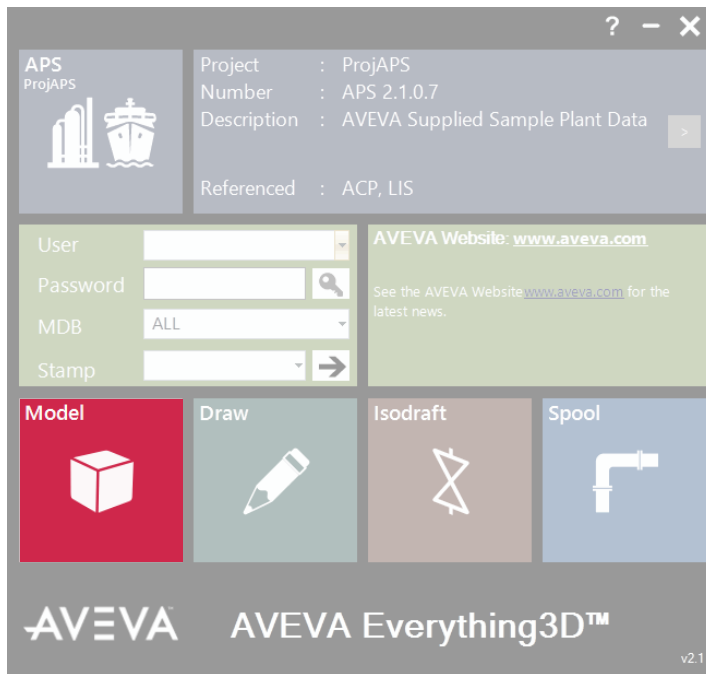 ?
APS
ProjAPS
Project : ProjAPS
Number : APS 2.1.0.7
Description : AVEVA Supplied Sample Plant Data
>
Referenced : ACP, LIS
User
Password
MDB ALL
Stamp
AVEVA Website: www.aveva.com
See the AVEVA Website www.aveva.com for the
latest news.
Model
Draw
Isodraft
Spool
AVEVA
AVEVA Everything3D™
v2.1